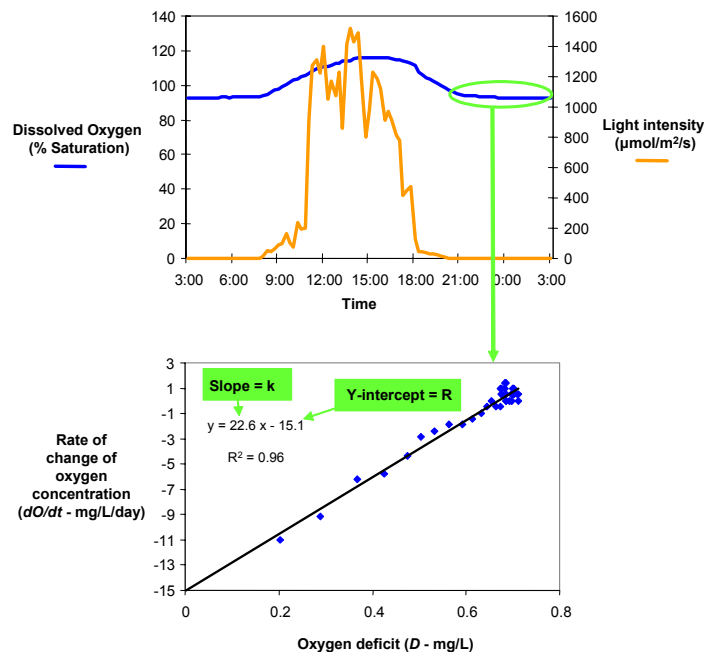 140
120
100
80
60
40
20
0
1600
1400
1200
1000
800
600
400
200
0
Dissolved Oxygen
(% Saturation)
Light intensity
(µmol/m²/s)
3:00 6:00 9:00 12:00 15:00 18:00 21:00 0:00 3:00
Time
3
1
-1
-3
-5
-7
-9
-11
-13
-15
Slope = k
Y-intercept = R
y = 22.6 x - 15.1
R² = 0.96
Rate of
change of
oxygen
concentration
(dO/dt - mg/L/day)
0 0.2 0.4 0.6 0.8
Oxygen deficit (D - mg/L)